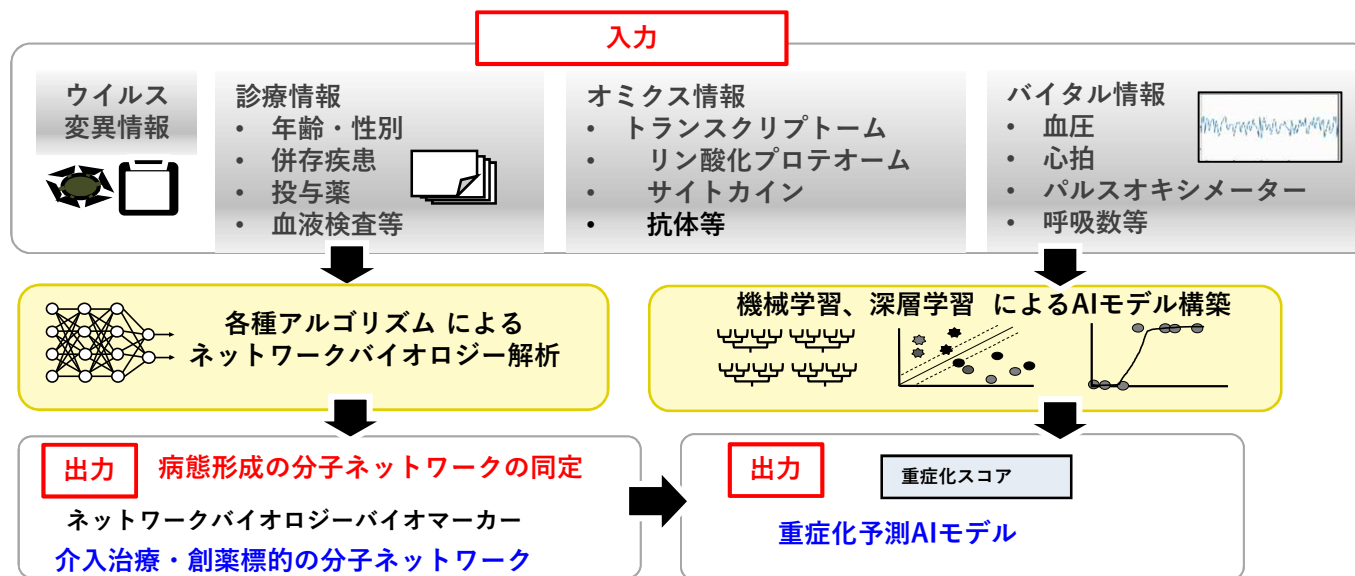 入力
ウイルス
変異情報
診療情報
• 年齢・性別
• 併存疾患
• 投与薬
• 血液検査等
オミクス情報
• トランスクリプトーム
• リン酸化プロテオーム
• サイトカイン
• 抗体等
バイタル情報
• 血圧
• 心拍
• パルスオキシメーター
• 呼吸数等
各種アルゴリズム による
ネットワークバイオロジー解析
機械学習、深層学習 によるAIモデル構築
出力 病態形成の分子ネットワークの同定
ネットワークバイオロジーバイオマーカー
介入治療・創薬標的の分子ネットワーク
出力
重症化スコア
重症化予測AIモデル